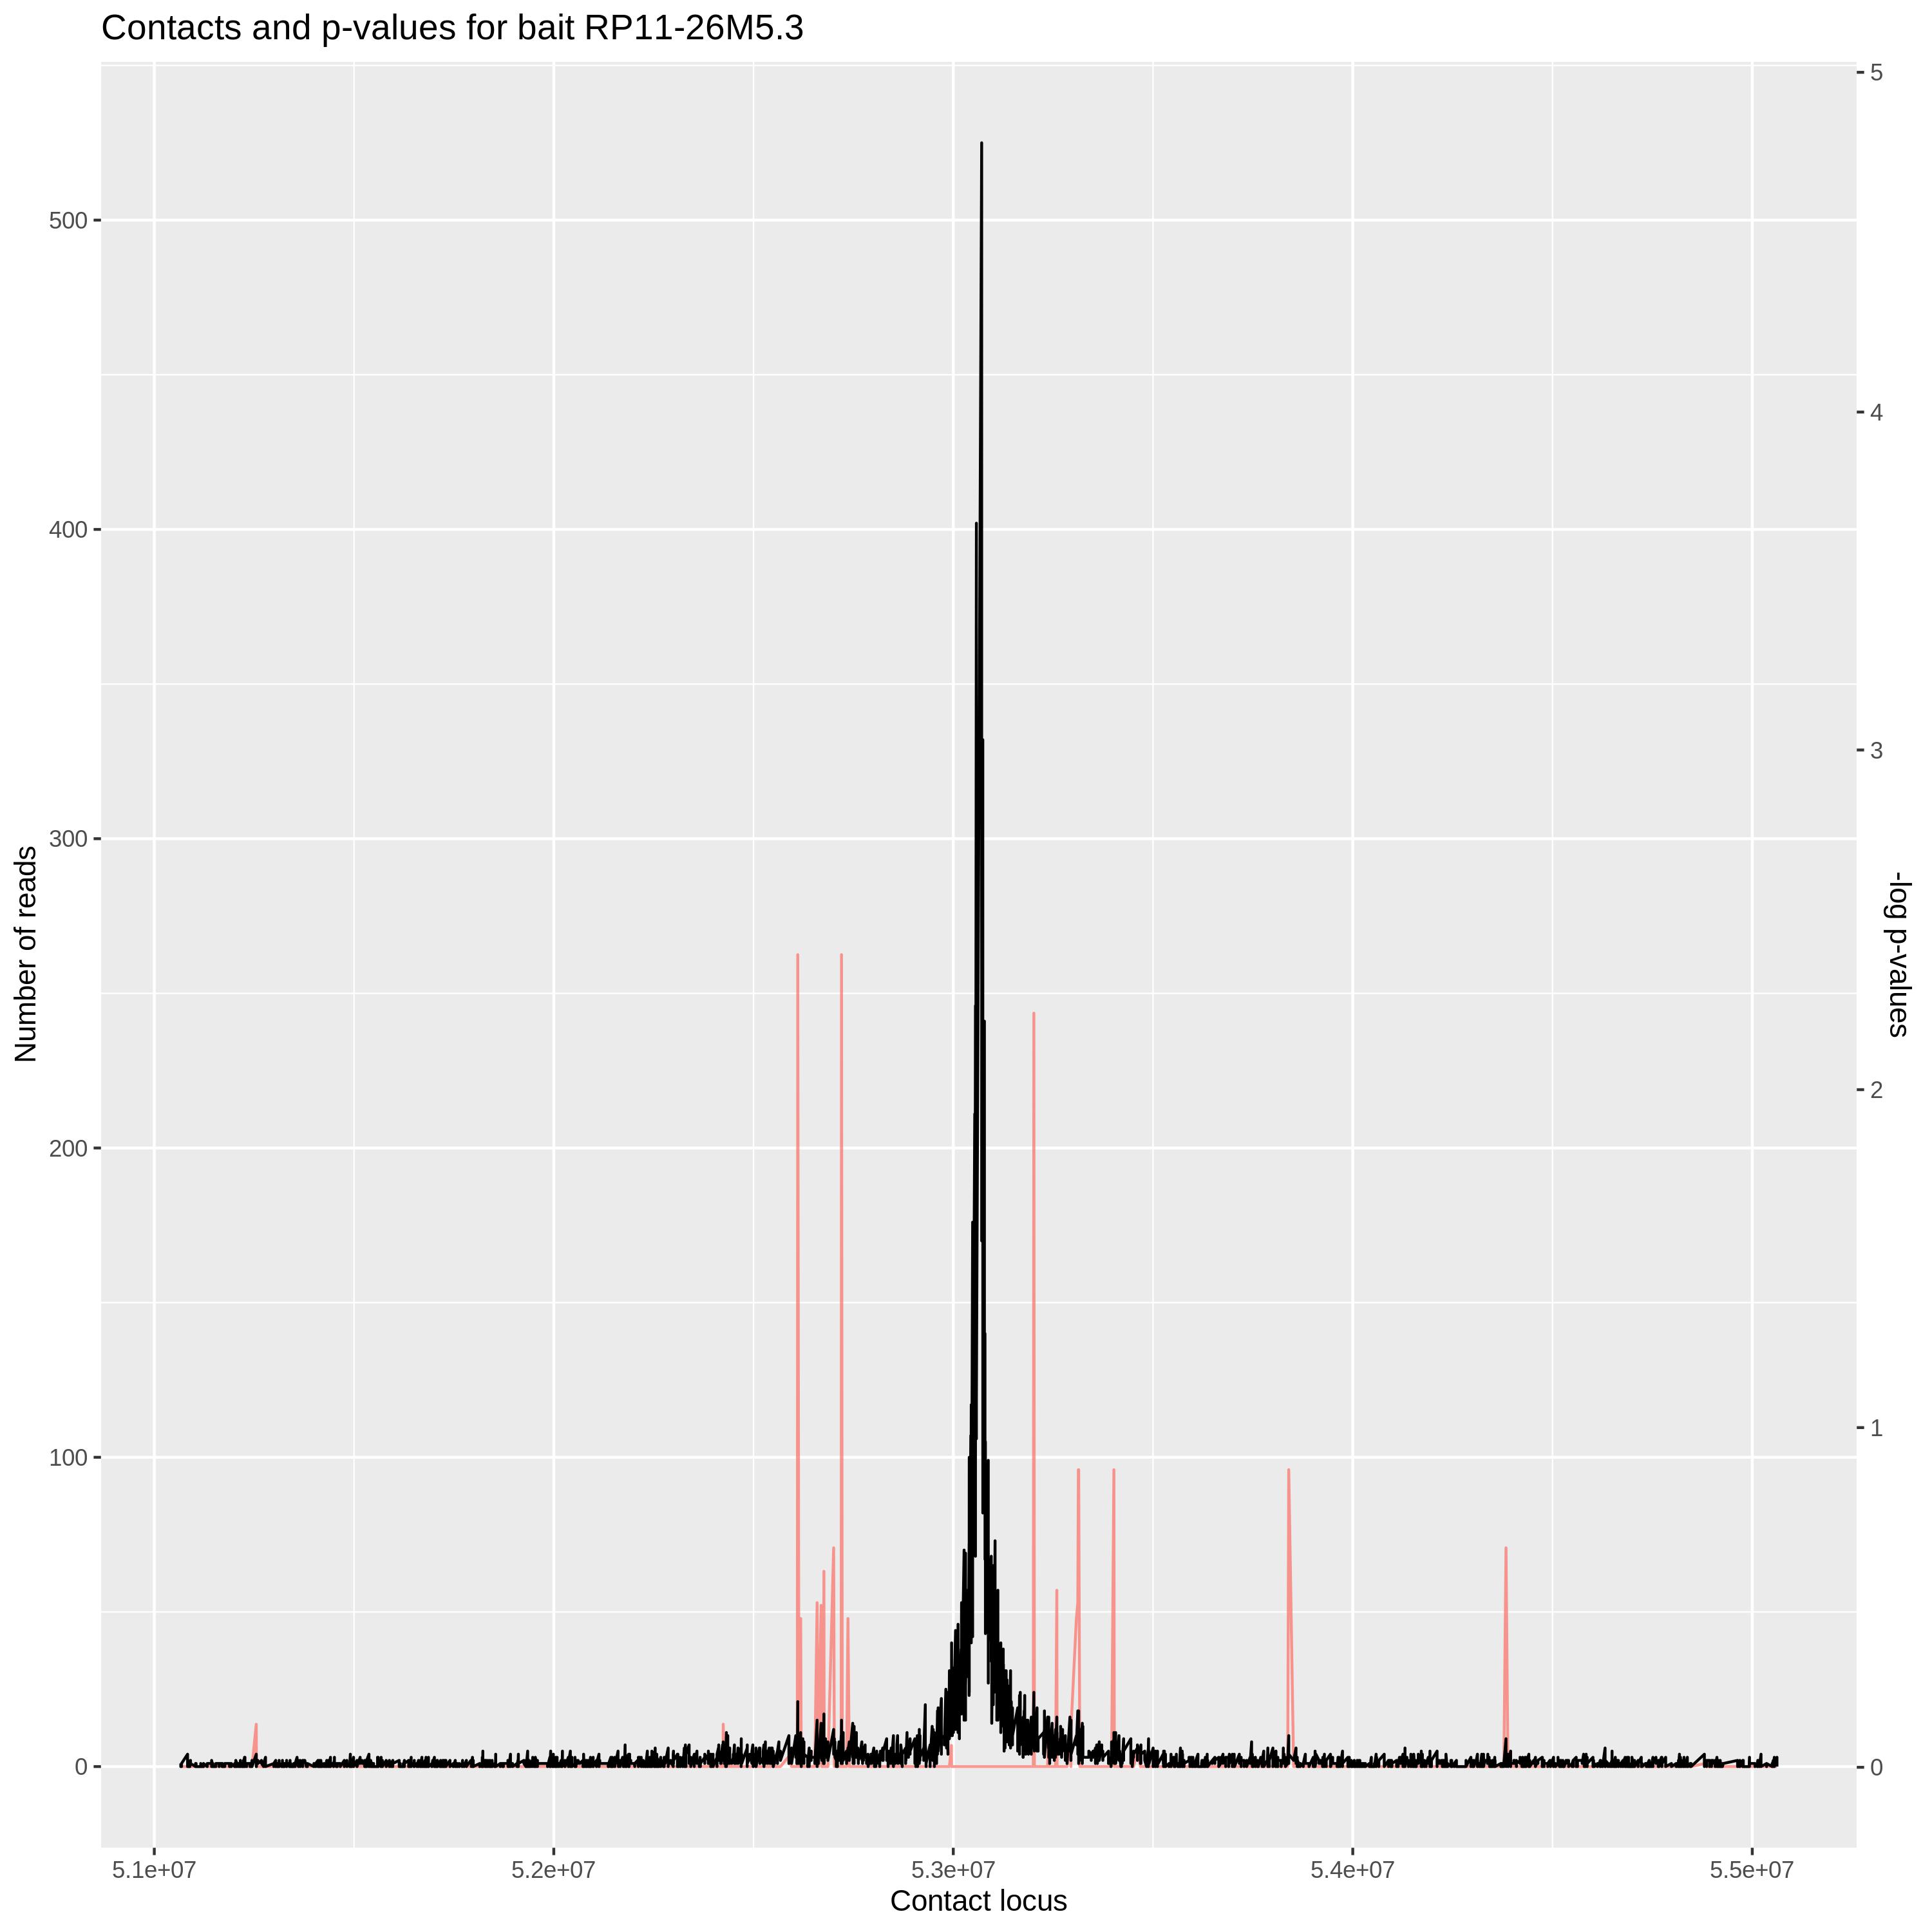 Contacts and p-values for bait RP11-26M5.3
500
400
300
200
100
0
Number of reads
5
4
3
2
1
0
-log p-values
5.1e+07
5.2e+07
5.3e+07
5.4e+07
5.5e+07
Contact locus